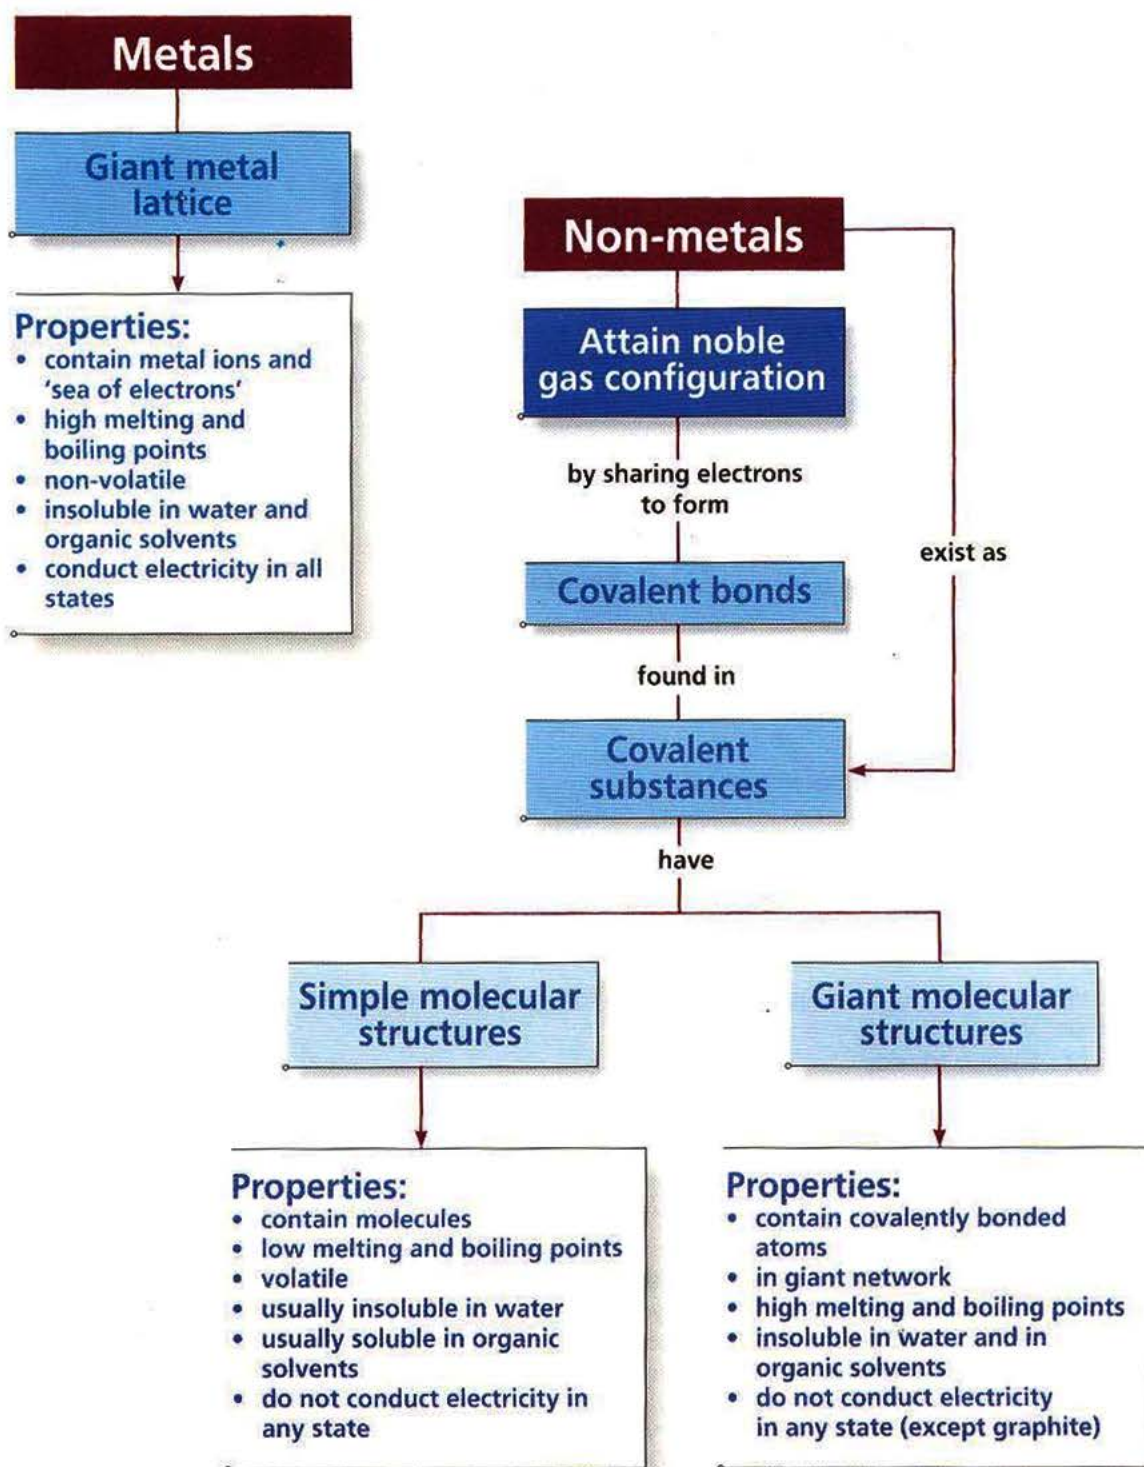 Metals
Giant metal
lattice
Properties:
• contain metal ions and
‘sea of electrons’
• high melting and
boiling points
• non-volatile
• insoluble in water and
organic solvents
• conduct electricity in all
states
Non-metals
Attain noble
gas configuration
by sharing electrons
to form
exist as
Covalent bonds
found in
Covalent
substances
have
Simple molecular
structures
Properties:
• contain molecules
• low melting and boiling points
• volatile
• usually insoluble in water
• usually soluble in organic
solvents
• do not conduct electricity in
any state
Giant molecular
structures
Properties:
• contain covalently bonded
atoms
• in giant network
• high melting and boiling points
• insoluble in water and in
organic solvents
• do not conduct electricity
in any state (except graphite)